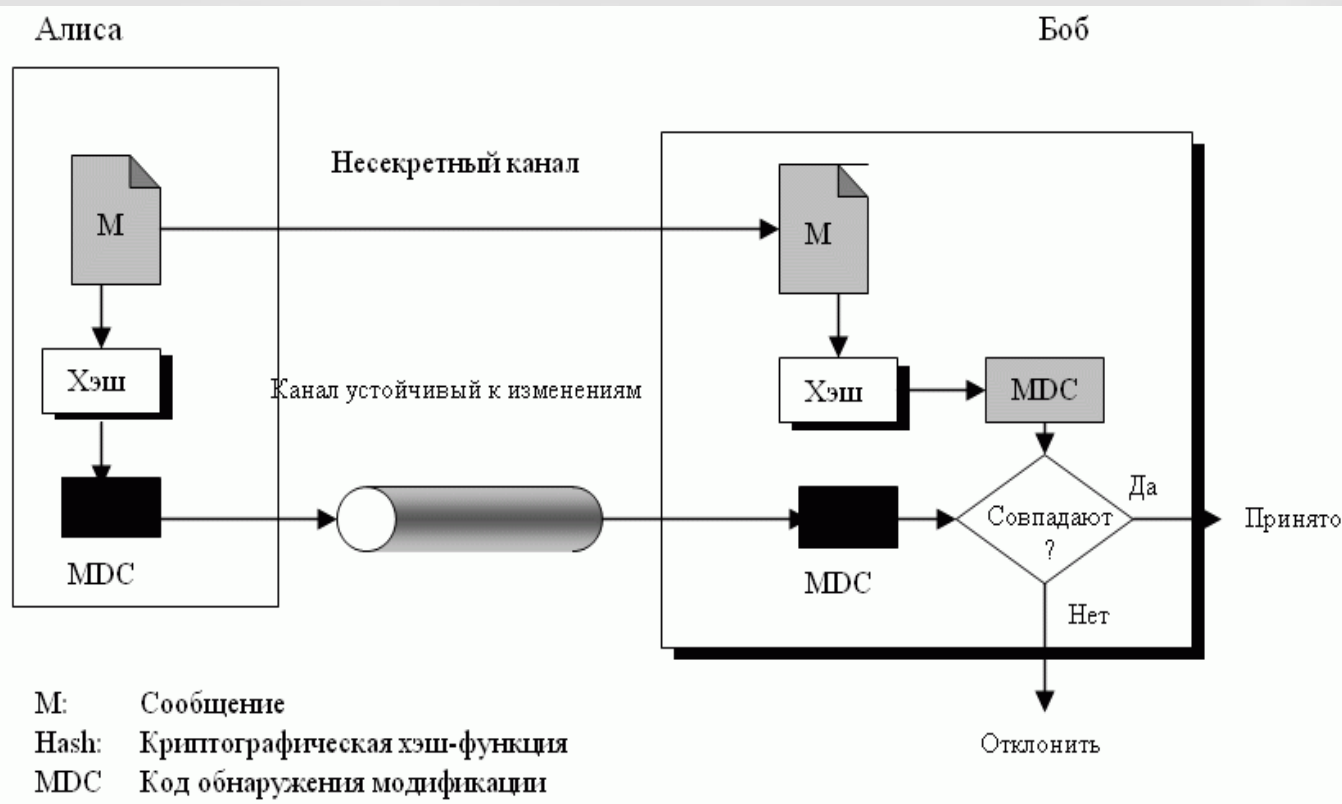 Алиса
Боб
Несекретный канал
М
М
Хэш
Канал устойчивый к изменениям
Хэш
MDC
Да
Совпадают
?
Принято
MDC
MDC
Нет
М: Сообщение
Hash: Криптографическая хэш-функция
MDC Код обнаружения модификации
Отклонить